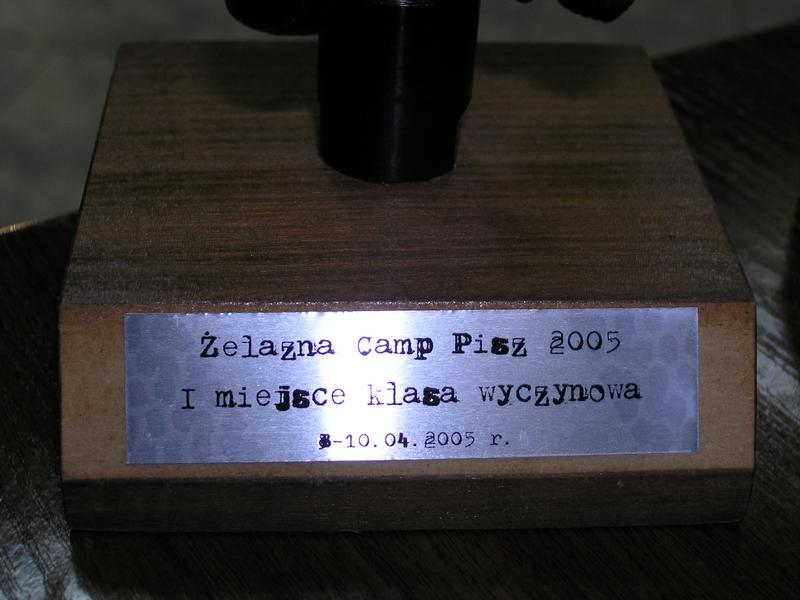 Żelazna Camp Pisz 2005
I miejsce klasa wyczynowa
8-10.04.2005 r.